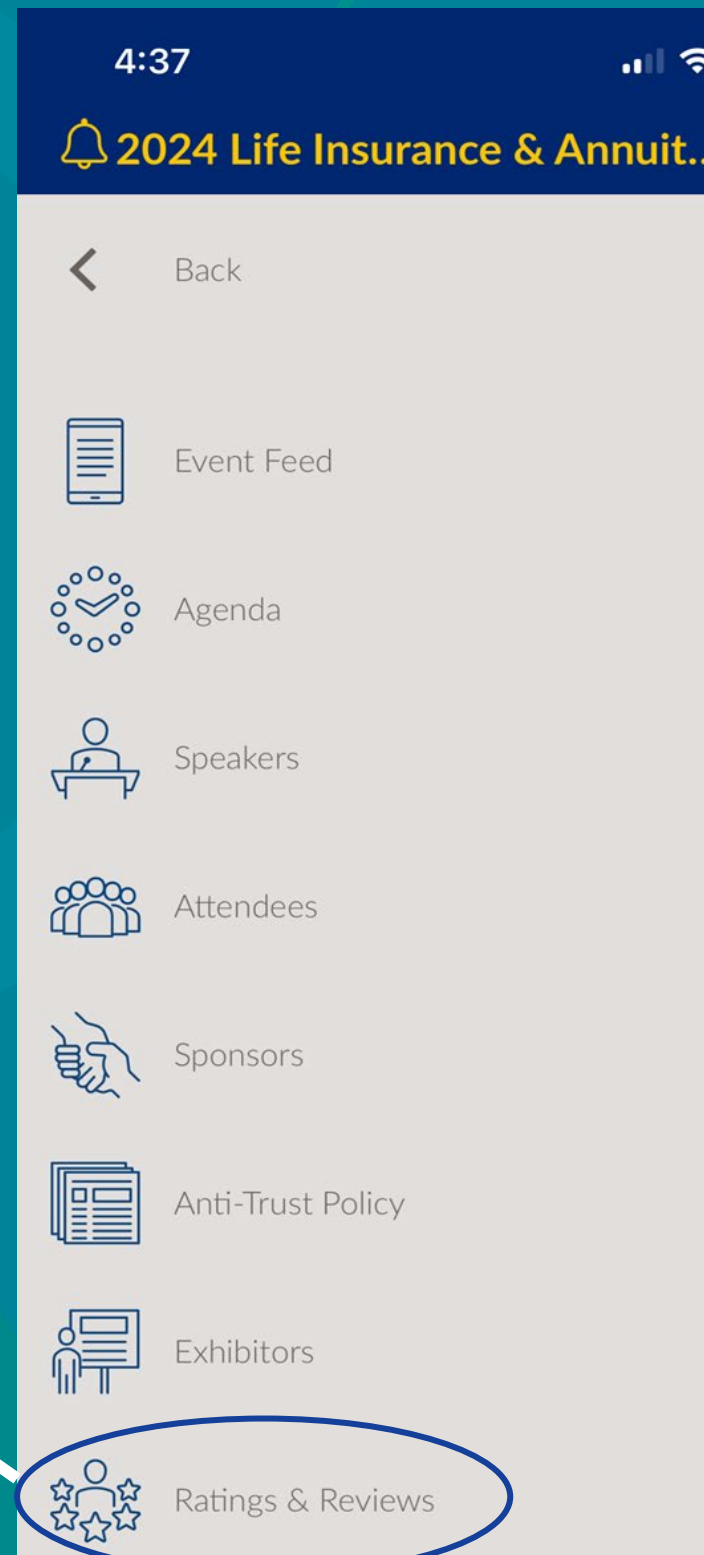 4:37
2024 Life Insurance & Annuit..
Back
Event Feed
Agenda
Speakers
Attendees
Sponsors
Anti-Trust Policy
Exhibitors
Ratings & Reviews